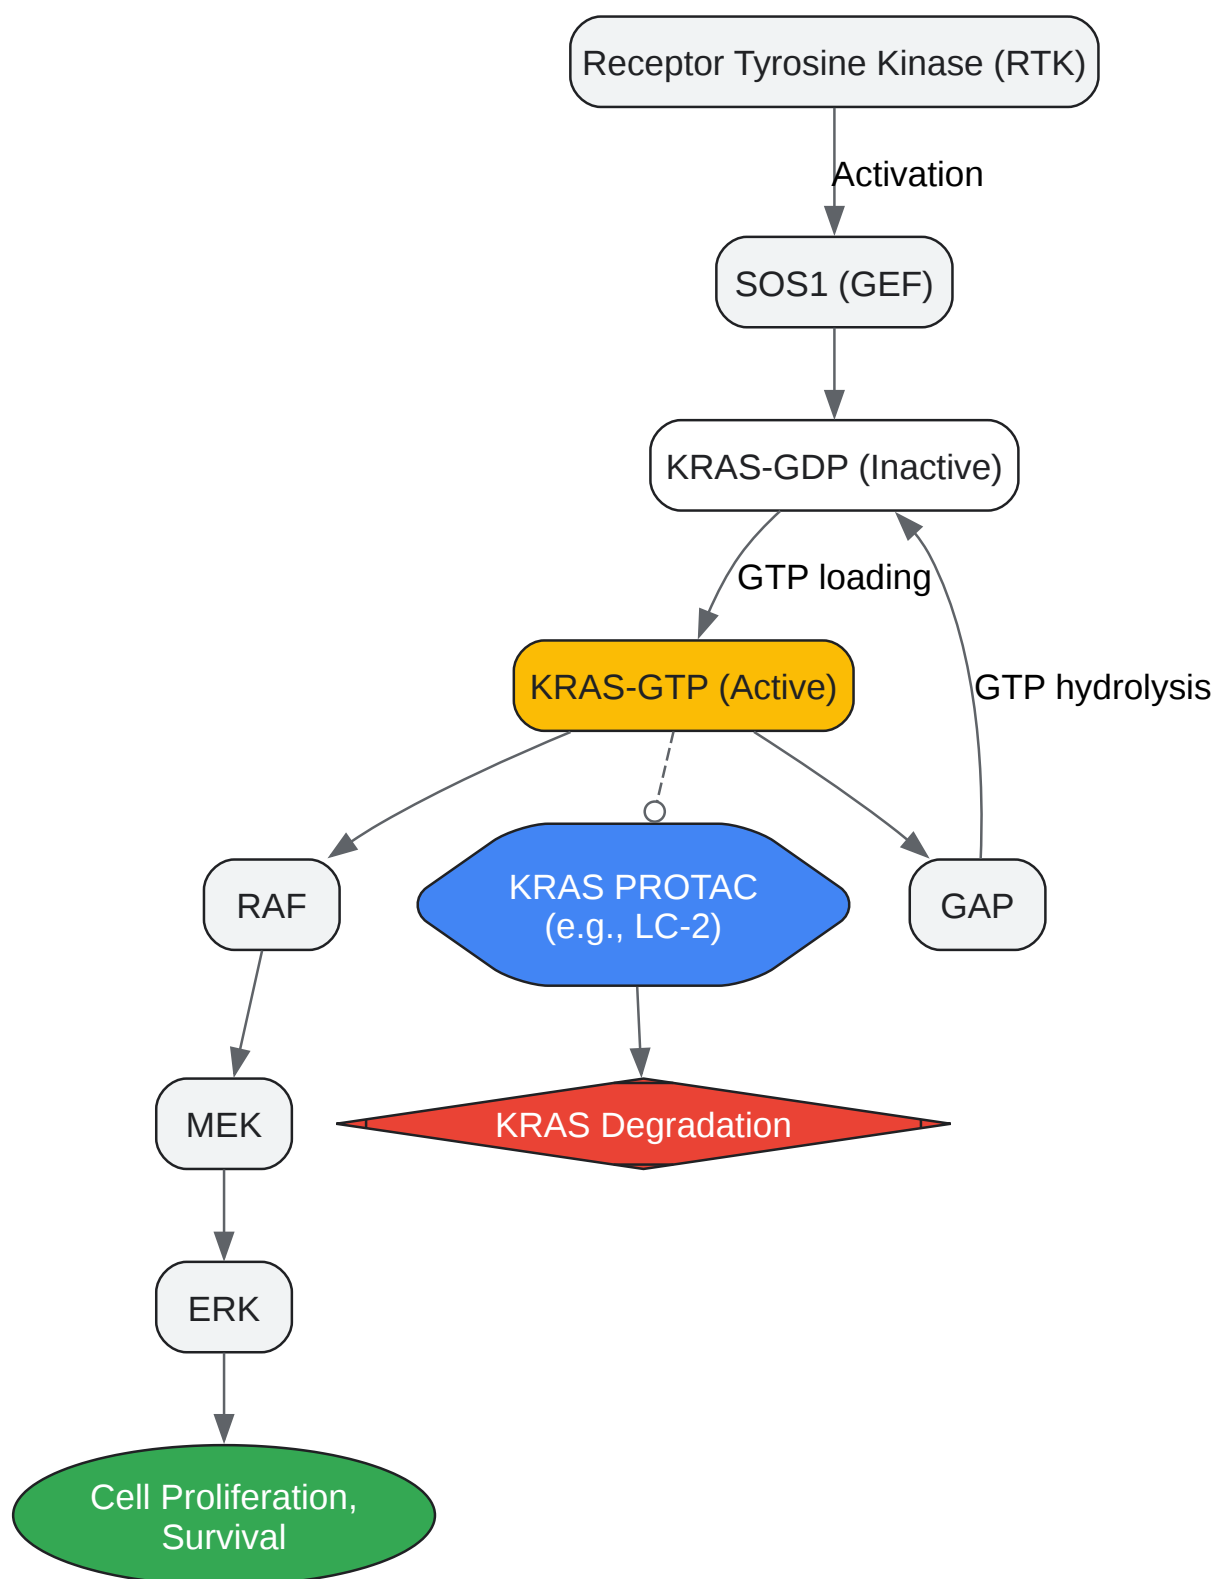 Receptor Tyrosine Kinase (RTK)
Activation
SOS1 (GEF)
KRAS-GDP (Inactive)
GTP loading
KRAS-GTP (Active)
GTP hydrolysis
RAF
KRAS PROTAC
(e.g., LC-2)
GAP
MEK
KRAS Degradation
ERK
Cell Proliferation,
Survival